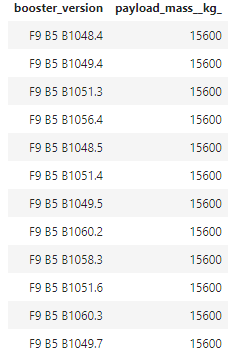 booster_version payload_mass__kg_
F9 B5 B1048.4 15600
F9 B5 B1049.4 15600
F9 B5 B1051.3 15600
F9 B5 B1056.4 15600
F9 B5 B1048.5 15600
F9 B5 B1051.4 15600
F9 B5 B1049.5 15600
F9 B5 B1060.2 15600
F9 B5 B1058.3 15600
F9 B5 B1051.6 15600
F9 B5 B1060.3 15600
F9 B5 B1049.7 15600